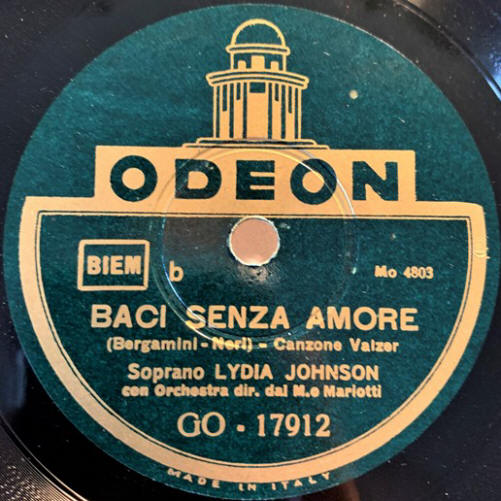 ODEON
BIEM b Mo 4803
BACI SENZA AMORE
(Bergamini - Neri) - Canzone Valzer
Soprano LYDIA JOHNSON
con Orchestra dir. dal M.o Mariotti
GO - 17912
MADE IN ITALY